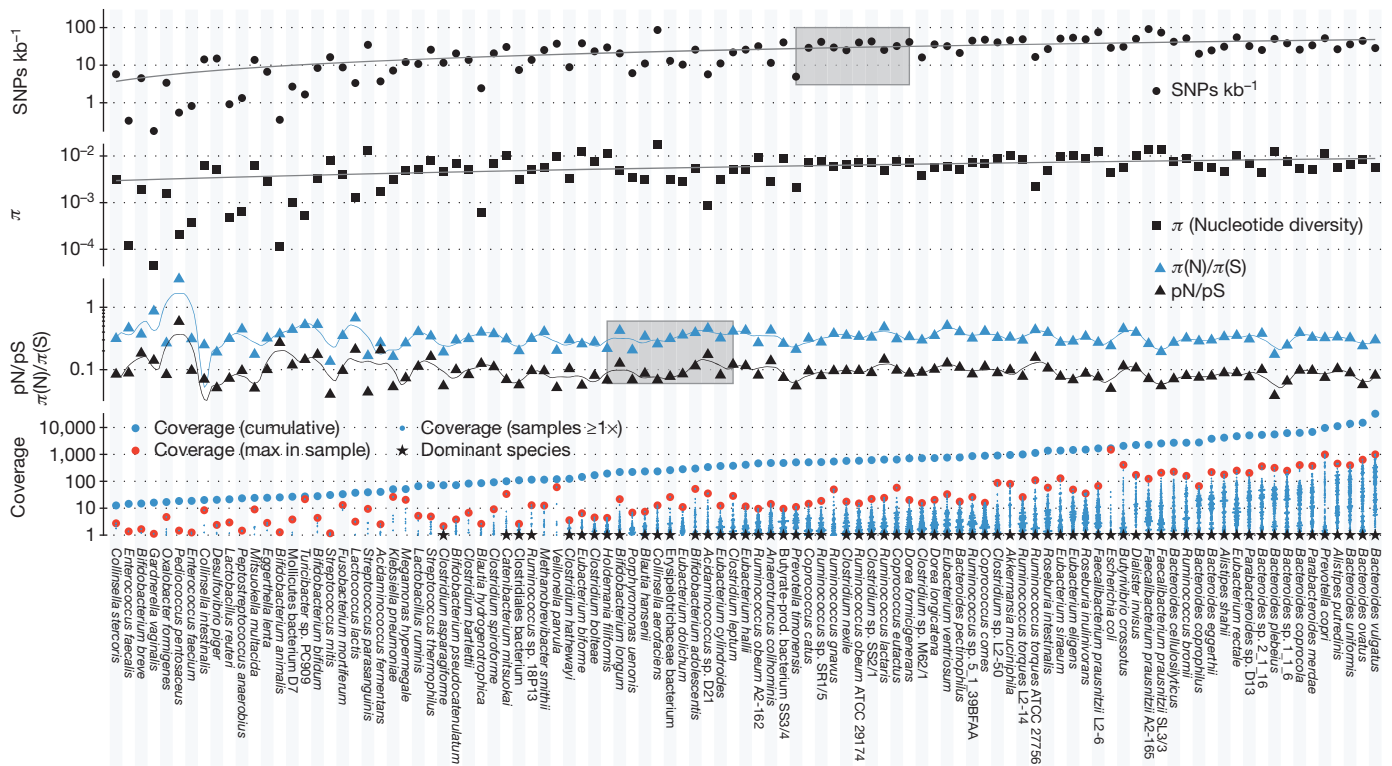 SNPs kb⁻¹
100
10
1
SNPs kb⁻¹
π
10⁻²
10⁻³
10⁻⁴
π (Nucleotide diversity)
π(N)/π(S)
pN/pS
pN/pS
π(N)/π(S)
1
0.1
Coverage
10,000
1,000
100
10
1
Coverage (cumulative)
Coverage (samples ≥1×)
Coverage (max in sample)
Dominant species
Collinsella stercoris
Enterococcus faecalis
Bifidobacterium breve
Gardnerella vaginalis
Oxalobacter formigenes
Pediococcus pentosaceus
Enterococcus faecium
Collinsella intestinalis
Desulfovibrio piger
Lactobacillus reuteri
Peptostreptococcus anaerobius
Mitsuokella multacida
Eggerthella lenta
Bifidobacterium animalis
Mollicutes bacterium D7
Turicibacter sp. PC909
Bifidobacterium bifidum
Streptococcus mitis
Fusobacterium mortiferum
Lactococcus lactis
Streptococcus parasanguinis
Acidaminococcus fermentans
Klebsiella pneumoniae
Megamonas hypermegale
Lactobacillus ruminis
Streptococcus thermophilus
Clostridium asparagiforme
Bifidobacterium pseudocatenulatum
Clostridium bartlettii
Blautia hydrogenotrophica
Clostridium spiroforme
Catenibacterium mitsuokai
Clostridiales bacterium
Ruminococcus sp. 18P13
Methanobrevibacter smithii
Veillonella parvula
Clostridium hathewayi
Eubacterium biforme
Clostridium bolteae
Holdemania filiformis
Bifidobacterium longum
Porphyromonas uenonis
Blautia hansenii
Collinsella aerofaciens
Erysipelotrichaceae bacterium
Eubacterium dolichum
Bifidobacterium adolescentis
Acidaminococcus sp. D21
Eubacterium cylindroides
Clostridium leptum
Eubacterium hallii
Ruminococcus obeum A2-162
Anaerotruncus colihominis
Butyrate-prod. bacterium SS3/4
Prevotella limonensis
Coprococcus catus
Ruminococcus sp. SR1/5
Ruminococcus gnavus
Clostridium nexile
Ruminococcus obeum ATCC 29174
Clostridium sp. SS2/1
Ruminococcus lactaris
Coprococcus eutactus
Dorea formicigenerans
Clostridium sp. M62/1
Dorea longicatena
Eubacterium ventriosum
Bacteroides pectinophilus
Ruminococcus sp. 5_1_39BFAA
Coprococcus comes
Clostridium sp. L2-50
Akkermansia muciniphila
Ruminococcus torques L2-14
Ruminococcus torques ATCC 27756
Roseburia intestinalis
Eubacterium siraeum
Eubacterium eligens
Roseburia inulinivorans
Faecalibacterium prausnitzii L2-6
Escherichia coli
Butyrivibrio crossotus
Dialister invisus
Faecalibacterium prausnitzii A2-165
Faecalibacterium prausnitzii SL3/3
Bacteroides cellulosilyticus
Ruminococcus bromii
Bacteroides coprophilus
Bacteroides eggerthii
Alistipes shahii
Eubacterium rectale
Parabacteroides sp. D13
Bacteroides sp. 2_1_16
Bacteroides plebeius
Bacteroides sp. 1_1_6
Bacteroides coprocola
Parabacteroides merdae
Prevotella copri
Alistipes putredinis
Bacteroides uniformis
Bacteroides ovatus
Bacteroides vulgatus